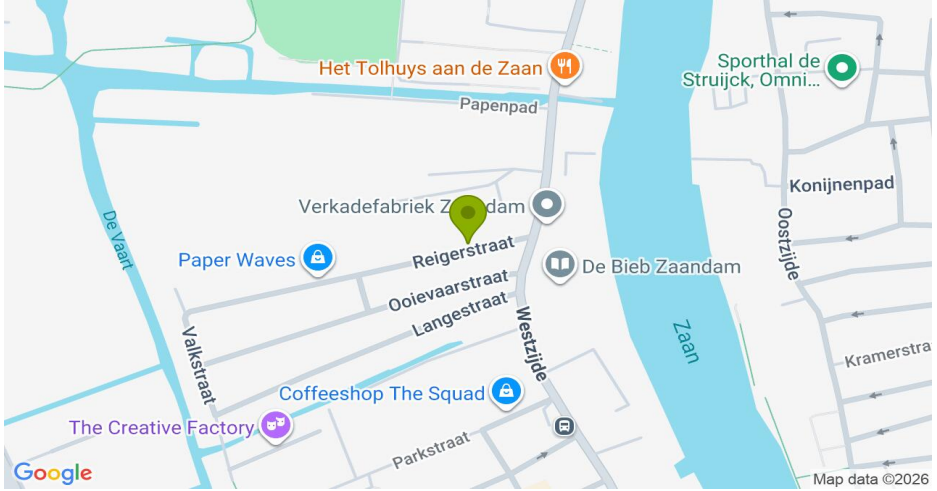 Het Tolhuys aan de Zaan
Sporthal de
Struijck, Omni...
Papenpad
Konijnenpad
Verkadefabriek Z dam
De Vaart
Oostzijde
Reigerstraat
Paper Waves
De Bieb Zaandam
Ooievaarstraat
Langestraat
Westzijde
Zaan
Valkstraat
Kramerstra
Coffeeshop The Squad
The Creative Factory
Parkstraat
Google
Map data ©2026